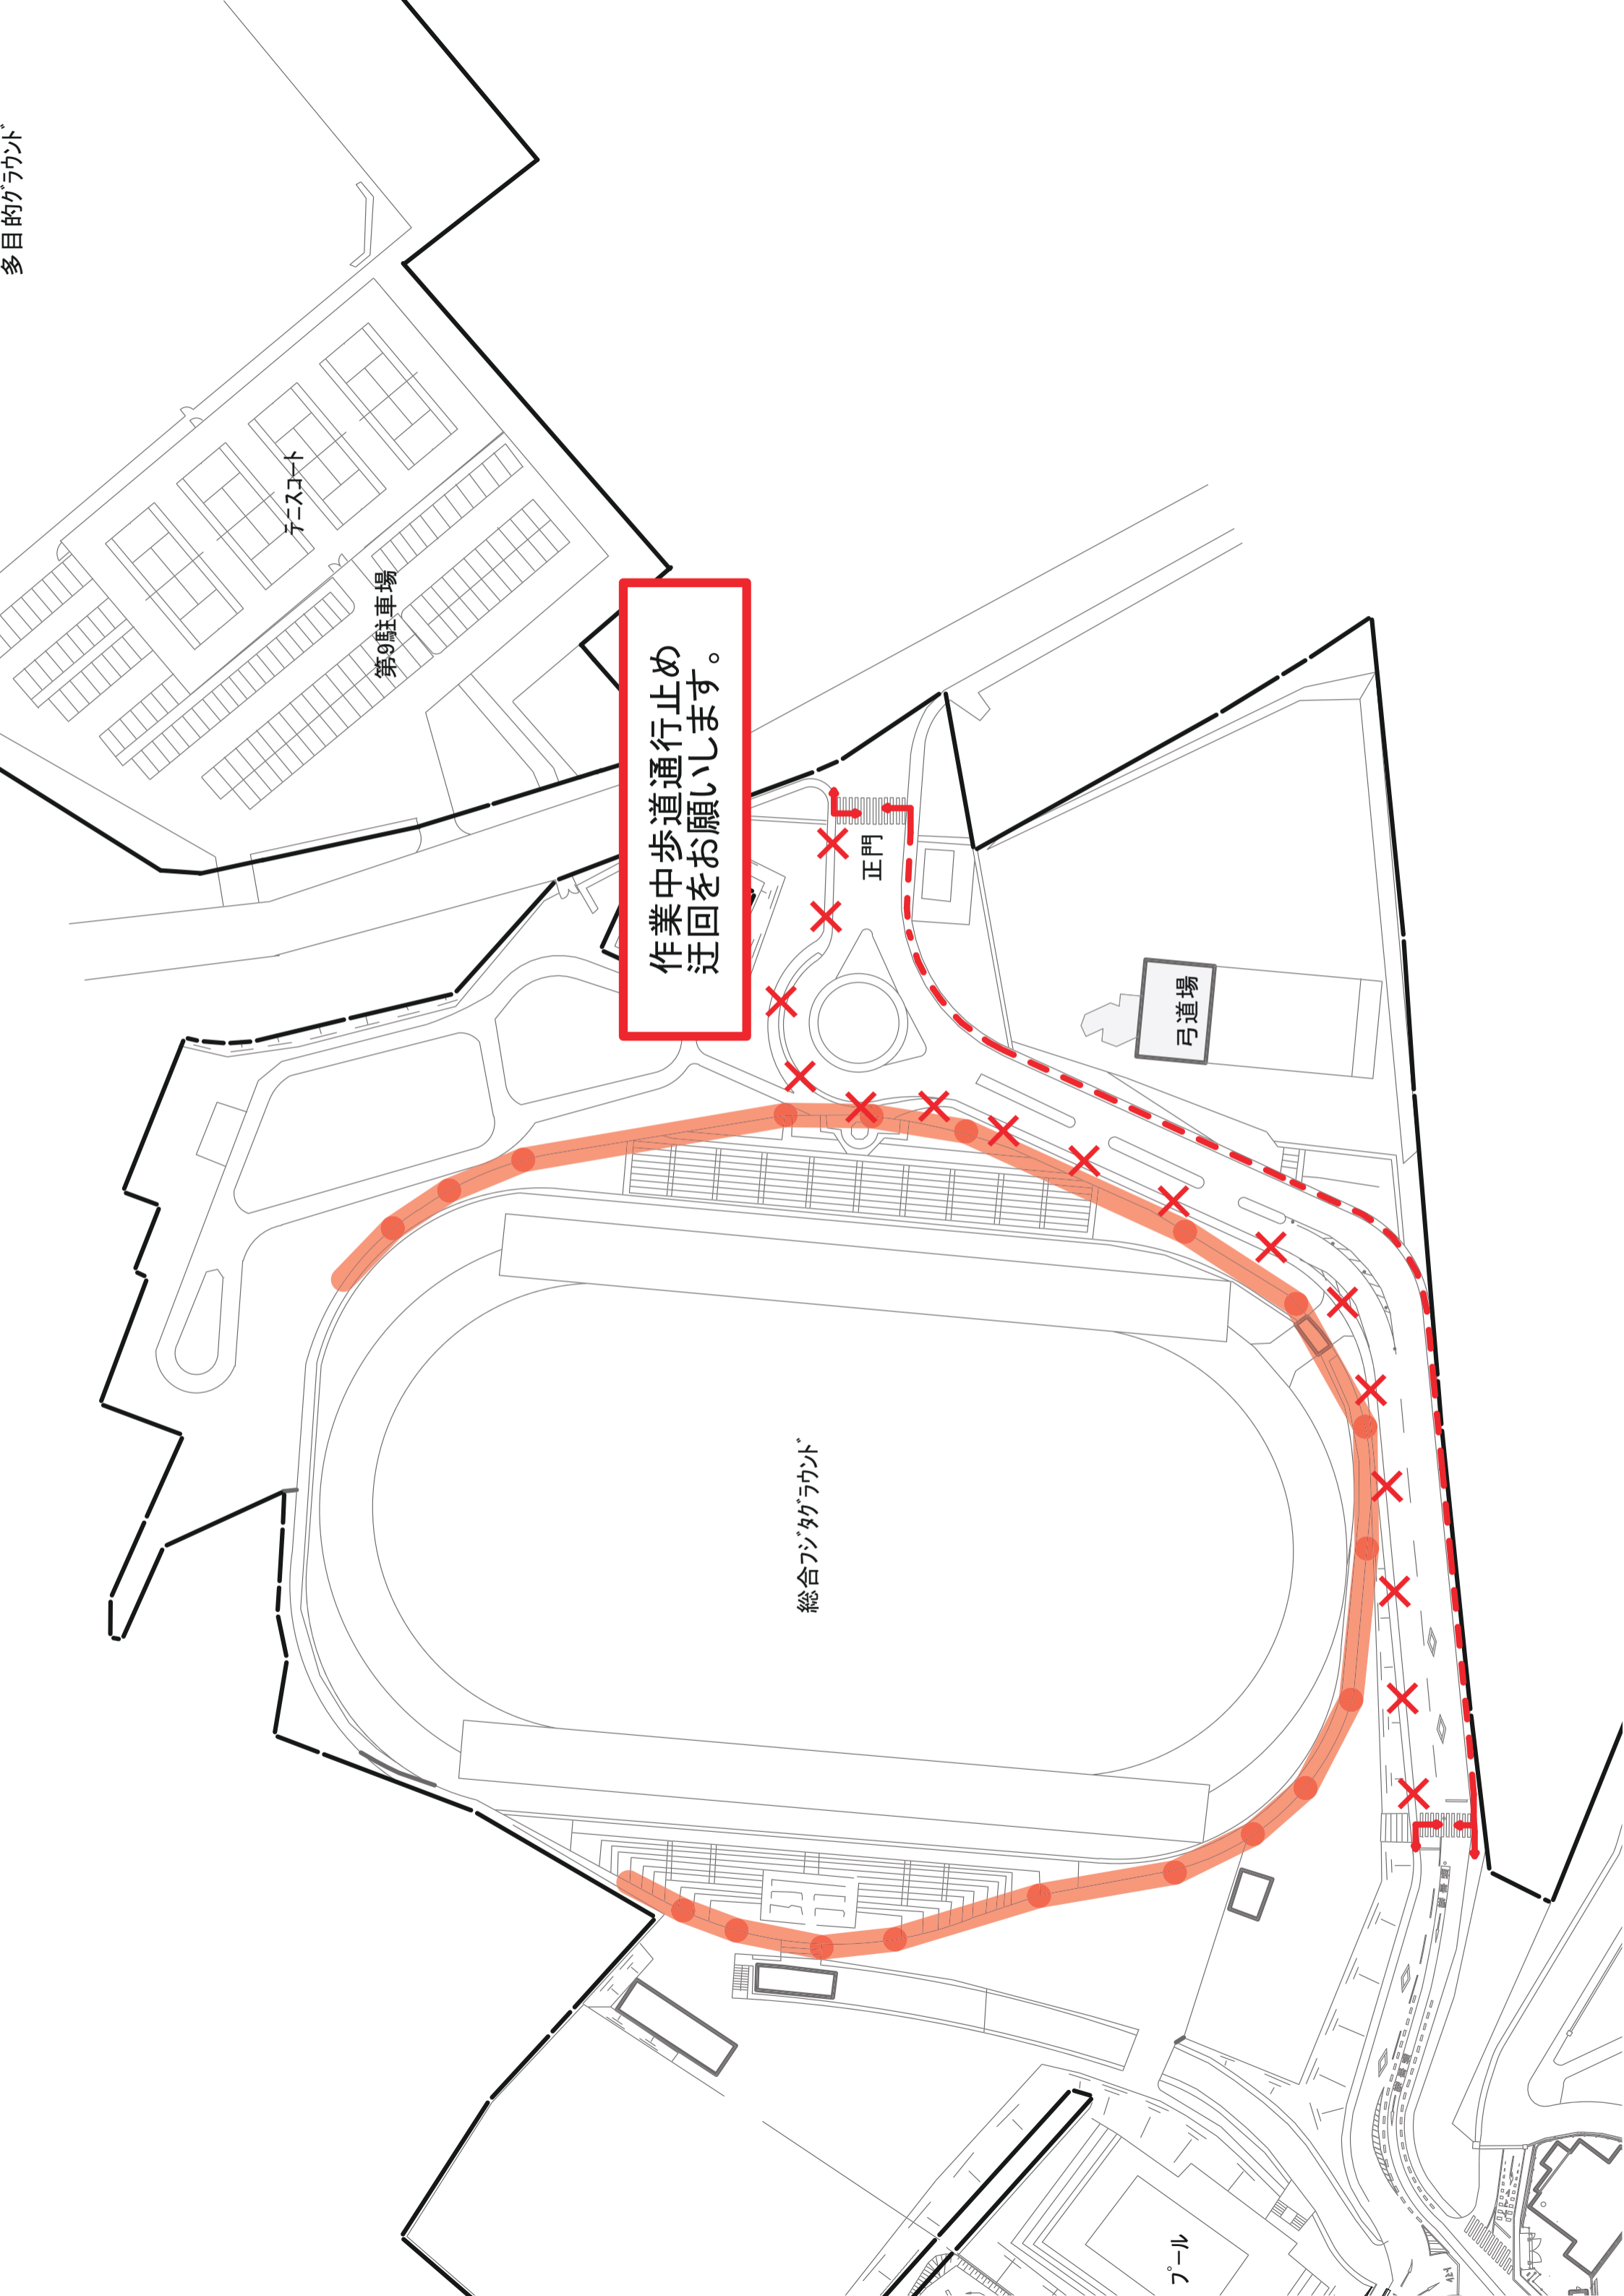 多目的グラウンド
テニスコート
第9駐車場
作業中歩道通行止め
迂回をお願いします。
正門
弓道場
総合フジタグラウンド
プール